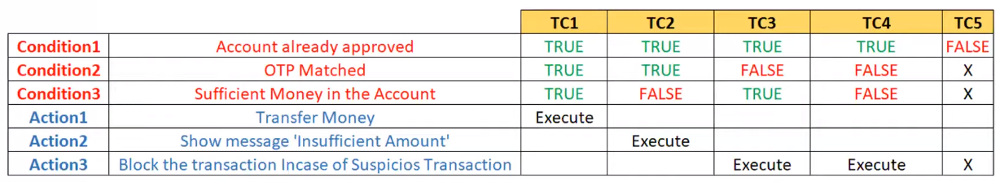 TC1 TC2 TC3 TC4 TC5
Condition1 Account already approved TRUE TRUE TRUE TRUE FALSE
Condition2 OTP Matched TRUE TRUE FALSE FALSE X
Condition3 Sufficient Money in the Account TRUE FALSE TRUE FALSE X
Action1 Transfer Money Execute
Action2 Show message 'Insufficient Amount' Execute
Action3 Block the transaction Incase of Suspicios Transaction Execute Execute X